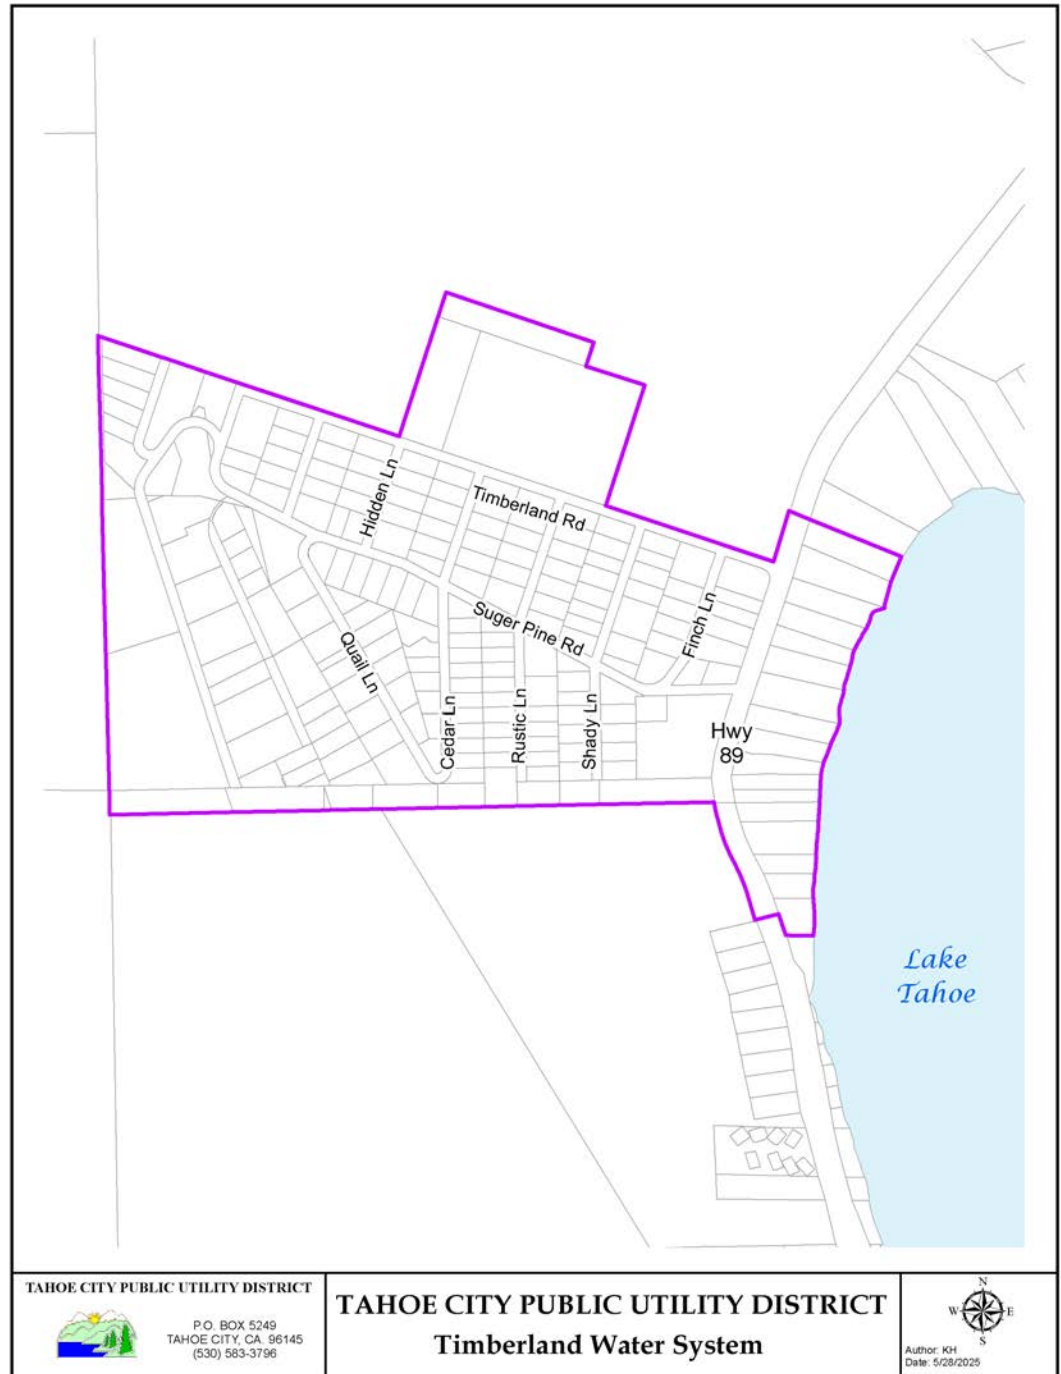 Hidden Ln
Timberland Rd
Suger Pine Rd
Finch Ln
Quail Ln
Cedar Ln
Rustic Ln
Shady Ln
Hwy
89
Lake
Tahoe
TAHOE CITY PUBLIC UTILITY DISTRICT
P.O. BOX 5249
TAHOE CITY, CA. 96145
(530) 583-3796
TAHOE CITY PUBLIC UTILITY DISTRICT
Timberland Water System
N
W
E
S
Author: KH
Date: 5/28/2025